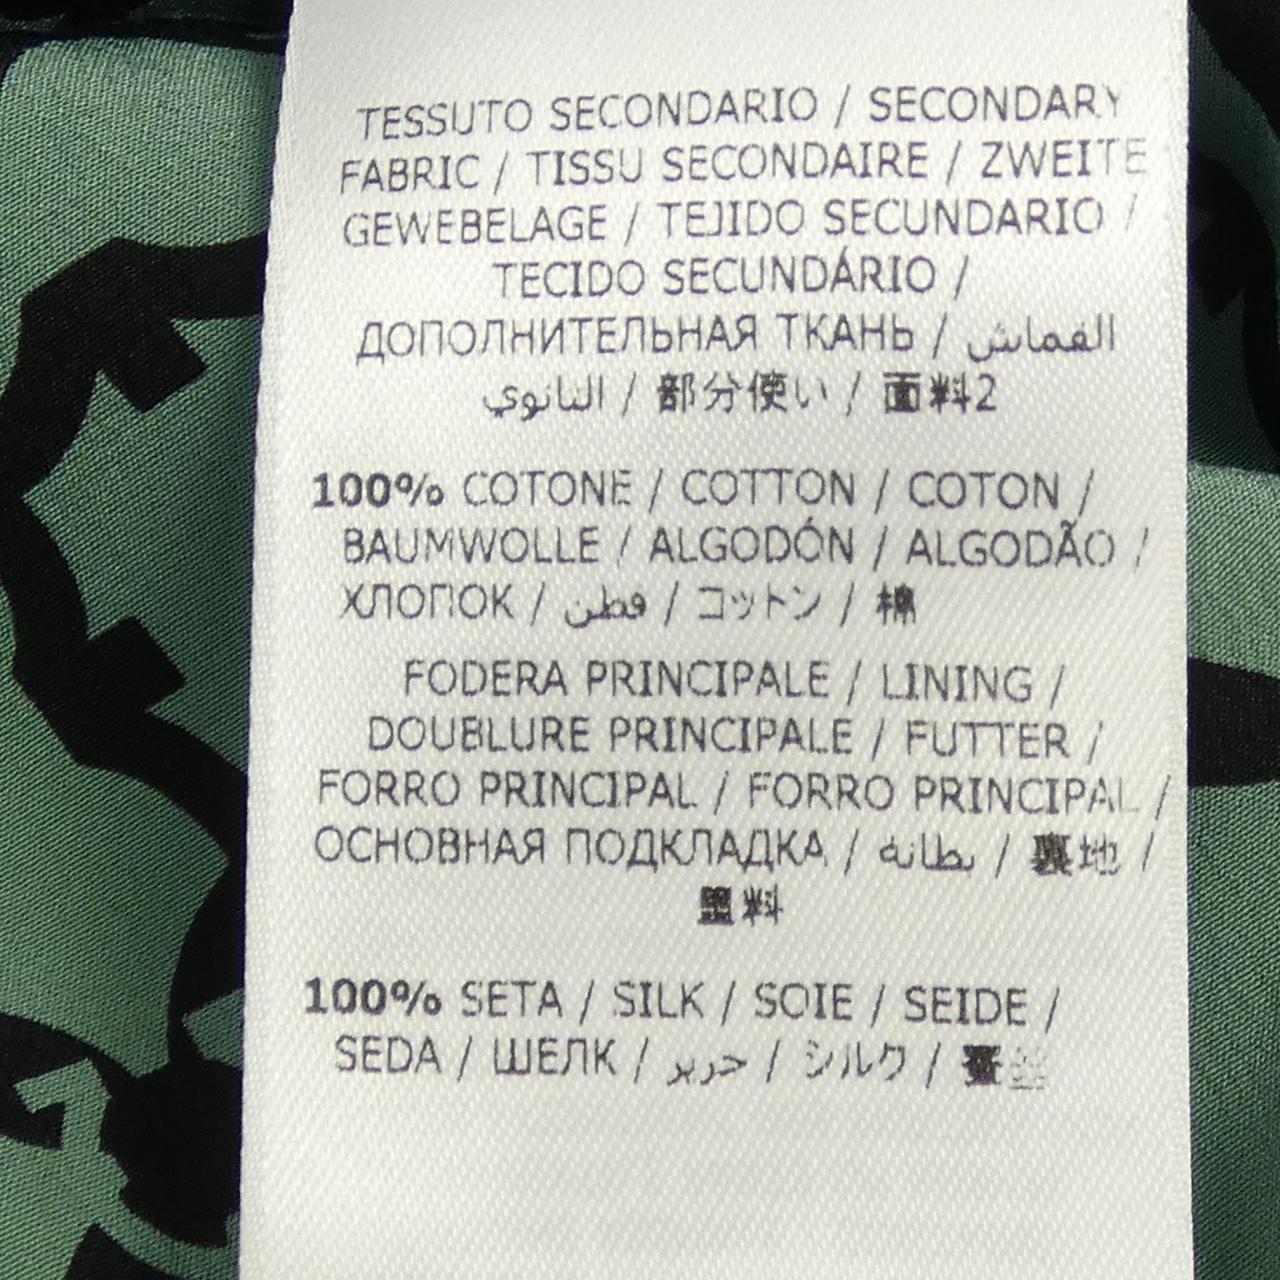 TESSUTO SECONDARIO / SECONDARY
FABRIC / TISSU SECONDAIRE / ZWEITE
GEWEBELAGE / TEJIDO SECUNDARIO /
TECIDO SECUNDÁRIO /
ДОПОЛНИТЕЛЬНАЯ ТКАНЬ / القماش
الثانوي / 部分使い / 面料2
100% COTONE / COTTON / COTON /
BAUMWOLLE / ALGODÓN / ALGODÃO /
ХЛОПОК / قطن / コットン / 棉
FODERA PRINCIPALE / LINING /
DOUBLURE PRINCIPALE / FUTTER /
FORRO PRINCIPAL / FORRO PRINCIPAL /
ОСНОВНАЯ ПОДКЛАДКА / بطانة / 裏地 /
里料
100% SETA / SILK / SOIE / SEIDE /
SEDA / ШЕЛК / حرير / シルク / 蚕丝